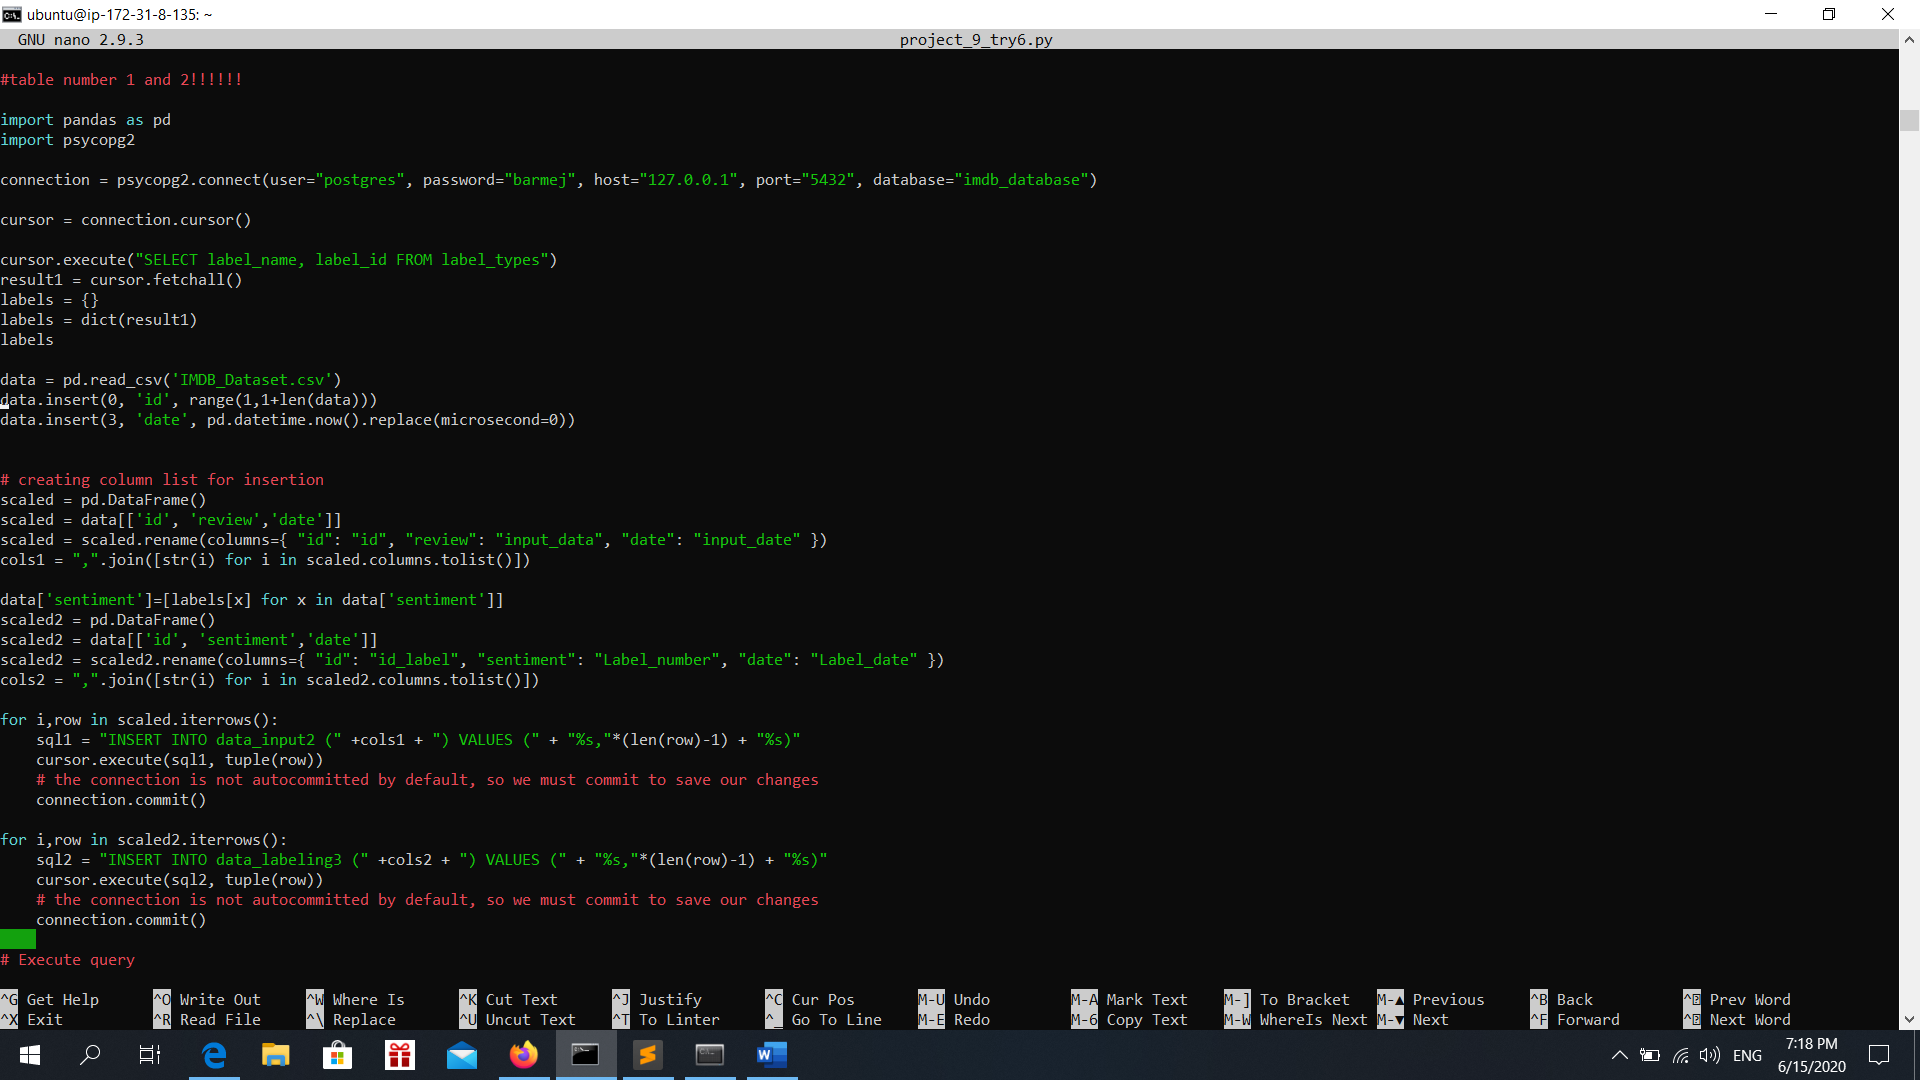 ubuntu@ip-172-31-8-135: ~
GNU nano 2.9.3 project_9_try6.py
#table number 1 and 2!!!!!!
import pandas as pd
import psycopg2
connection = psycopg2.connect(user="postgres", password="barmej", host="127.0.0.1", port="5432", database="imdb_database")
cursor = connection.cursor()
cursor.execute("SELECT label_name, label_id FROM label_types")
result1 = cursor.fetchall()
labels = {}
labels = dict(result1)
labels
data = pd.read_csv('IMDB_Dataset.csv')
data.insert(0, 'id', range(1,1+len(data)))
data.insert(3, 'date', pd.datetime.now().replace(microsecond=0))
# creating column list for insertion
scaled = pd.DataFrame()
scaled = data[['id', 'review','date']]
scaled = scaled.rename(columns={ "id": "id", "review": "input_data", "date": "input_date" })
cols1 = ",".join([str(i) for i in scaled.columns.tolist()])
data['sentiment']=[labels[x] for x in data['sentiment']]
scaled2 = pd.DataFrame()
scaled2 = data[['id', 'sentiment','date']]
scaled2 = scaled2.rename(columns={ "id": "id_label", "sentiment": "Label_number", "date": "Label_date" })
cols2 = ",".join([str(i) for i in scaled2.columns.tolist()])
for i,row in scaled.iterrows():
    sql1 = "INSERT INTO data_input2 (" +cols1 + ") VALUES (" + "%s,"*(len(row)-1) + "%s)"
    cursor.execute(sql1, tuple(row))
    # the connection is not autocommitted by default, so we must commit to save our changes
    connection.commit()
for i,row in scaled2.iterrows():
    sql2 = "INSERT INTO data_labeling3 (" +cols2 + ") VALUES (" + "%s,"*(len(row)-1) + "%s)"
    cursor.execute(sql2, tuple(row))
    # the connection is not autocommitted by default, so we must commit to save our changes
    connection.commit()
# Execute query
^G Get Help ^O Write Out ^W Where Is ^K Cut Text ^J Justify ^C Cur Pos M-U Undo M-A Mark Text M-] To Bracket M-▲ Previous ^B Back Prev Word
^X Exit ^R Read File ^\ Replace ^U Uncut Text ^T To Linter ^_ Go To Line M-E Redo M-6 Copy Text M-W WhereIs Next M-▼ Next ^F Forward Next Word
ENG
7:18 PM
6/15/2020